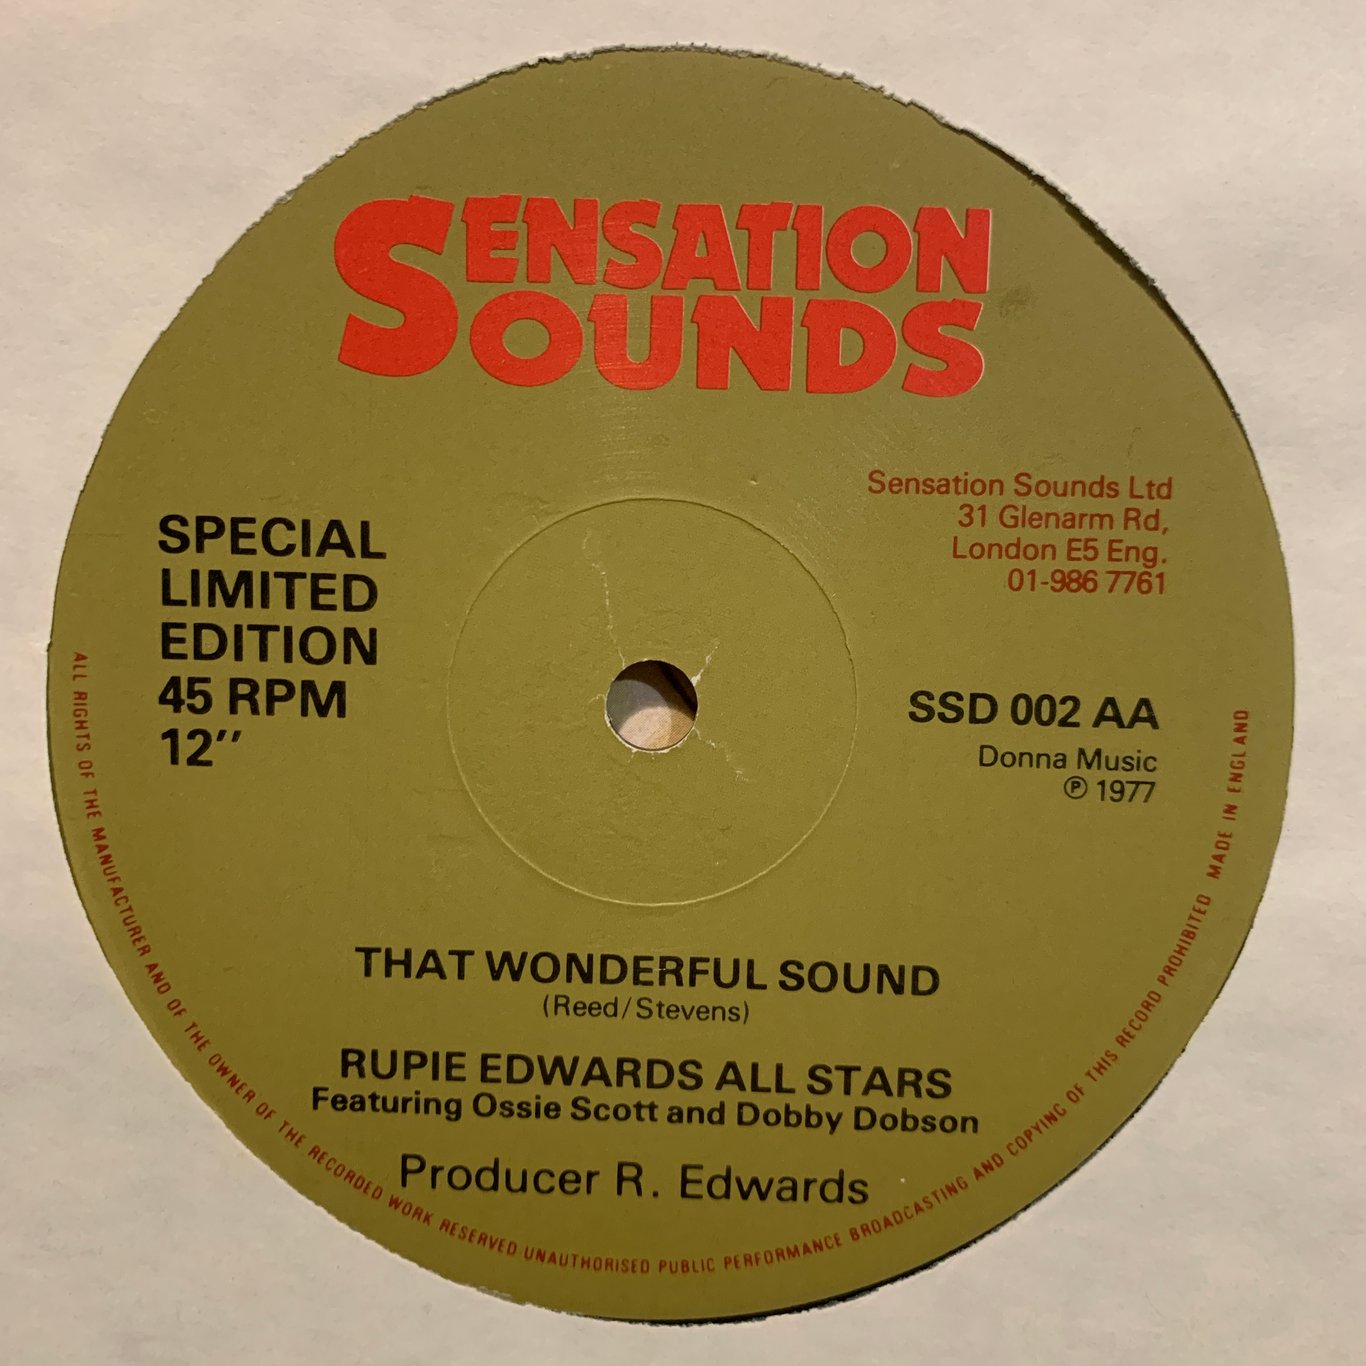 SENSATION
SOUNDS
Sensation Sounds Ltd
31 Glenarm Rd,
London E5 Eng.
01-986 7761
SPECIAL
LIMITED
EDITION
45 RPM
12″
SSD 002 AA
Donna Music
℗ 1977
THAT WONDERFUL SOUND
(Reed/Stevens)
RUPIE EDWARDS ALL STARS
Featuring Ossie Scott and Dobby Dobson
Producer R. Edwards
ALL RIGHTS OF THE MANUFACTURER AND OF THE OWNER OF THE RECORDED WORK RESERVED UNAUTHORISED PUBLIC PERFORMANCE BROADCASTING AND COPYING OF THIS RECORD PROHIBITED MADE IN ENGLAND